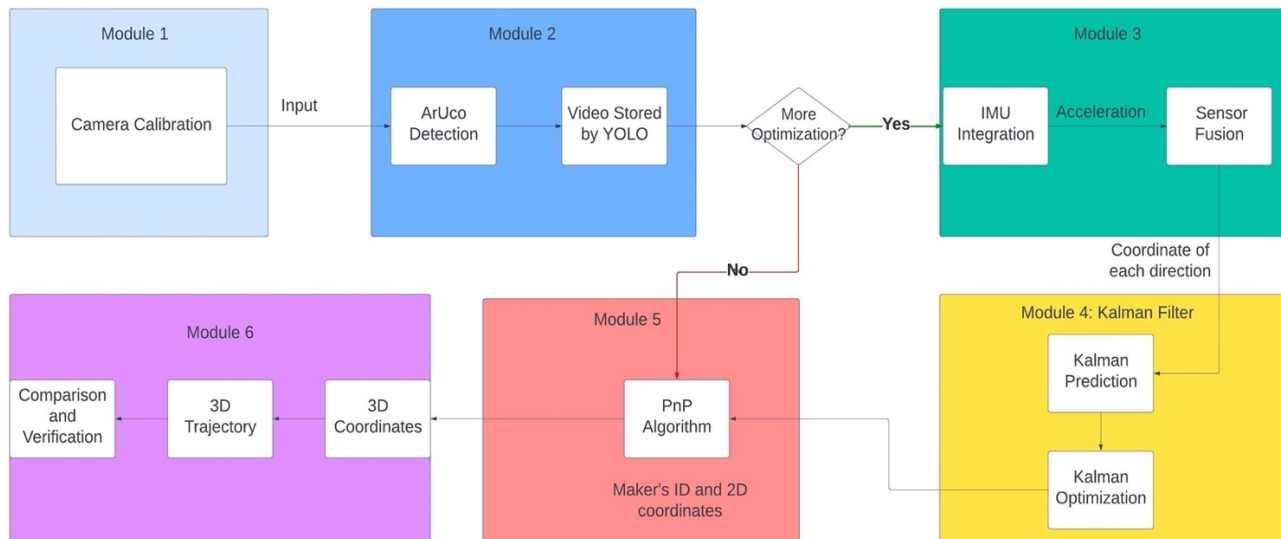 Module 1
Camera Calibration
Input
Module 2
ArUco
Detection
Video Stored
by YOLO
More
Optimization?
Yes
No
Module 3
IMU
Integration
Acceleration
Sensor
Fusion
Coordinate of
each direction
Module 4: Kalman Filter
Kalman
Prediction
Kalman
Optimization
Module 5
PnP
Algorithm
Maker's ID and 2D
coordinates
Module 6
3D
Coordinates
3D
Trajectory
Comparison
and
Verification